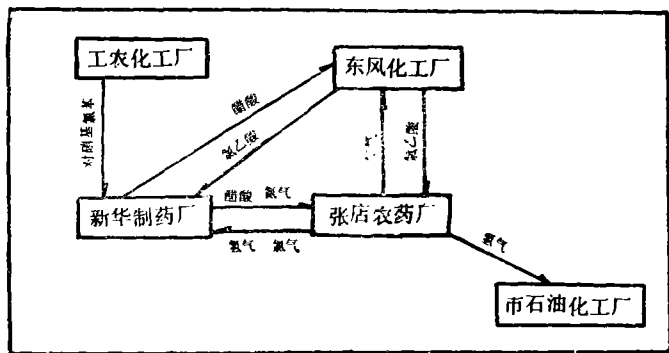 工农化工厂
东风化工厂
对硝基氯苯
醋酸
氯乙酸
氯乙酸
新华制药厂
醋酸 氮气
张店农药厂
氢气 氯气
氢气
市石油化工厂